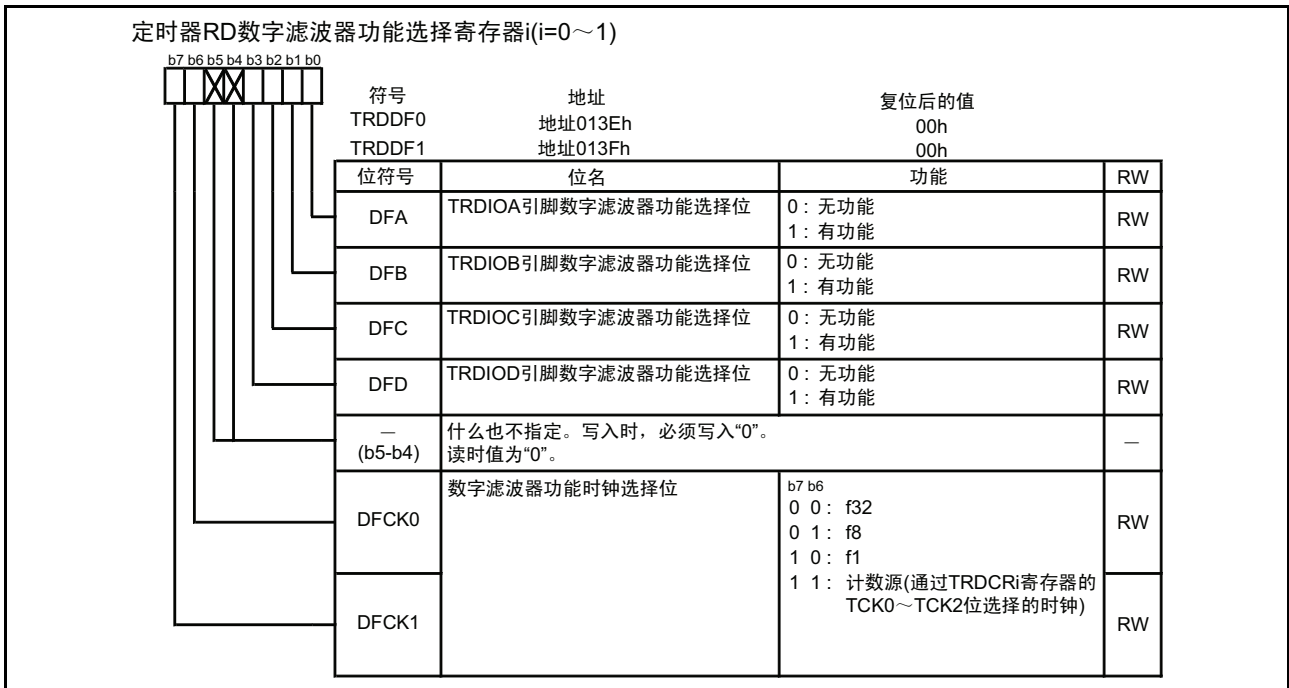 定时器RD数字滤波器功能选择寄存器i(i=0～1)
b7 b6 b5 b4 b3 b2 b1 b0
符号 地址 复位后的值
TRDDF0 地址013Eh 00h
TRDDF1 地址013Fh 00h
位符号 位名 功能 RW
DFA TRDIOA引脚数字滤波器功能选择位 0：无功能 RW
1：有功能
DFB TRDIOB引脚数字滤波器功能选择位 0：无功能 RW
1：有功能
DFC TRDIOC引脚数字滤波器功能选择位 0：无功能 RW
1：有功能
DFD TRDIOD引脚数字滤波器功能选择位 0：无功能 RW
1：有功能
— 什么也不指定。写入时，必须写入“0”。 —
(b5-b4) 读时值为“0”。
DFCK0 数字滤波器功能时钟选择位 b7 b6 RW
0 0： f32
0 1： f8
1 0： f1
DFCK1 1 1： 计数源(通过TRDCRi寄存器的 RW
TCK0～TCK2位选择的时钟)